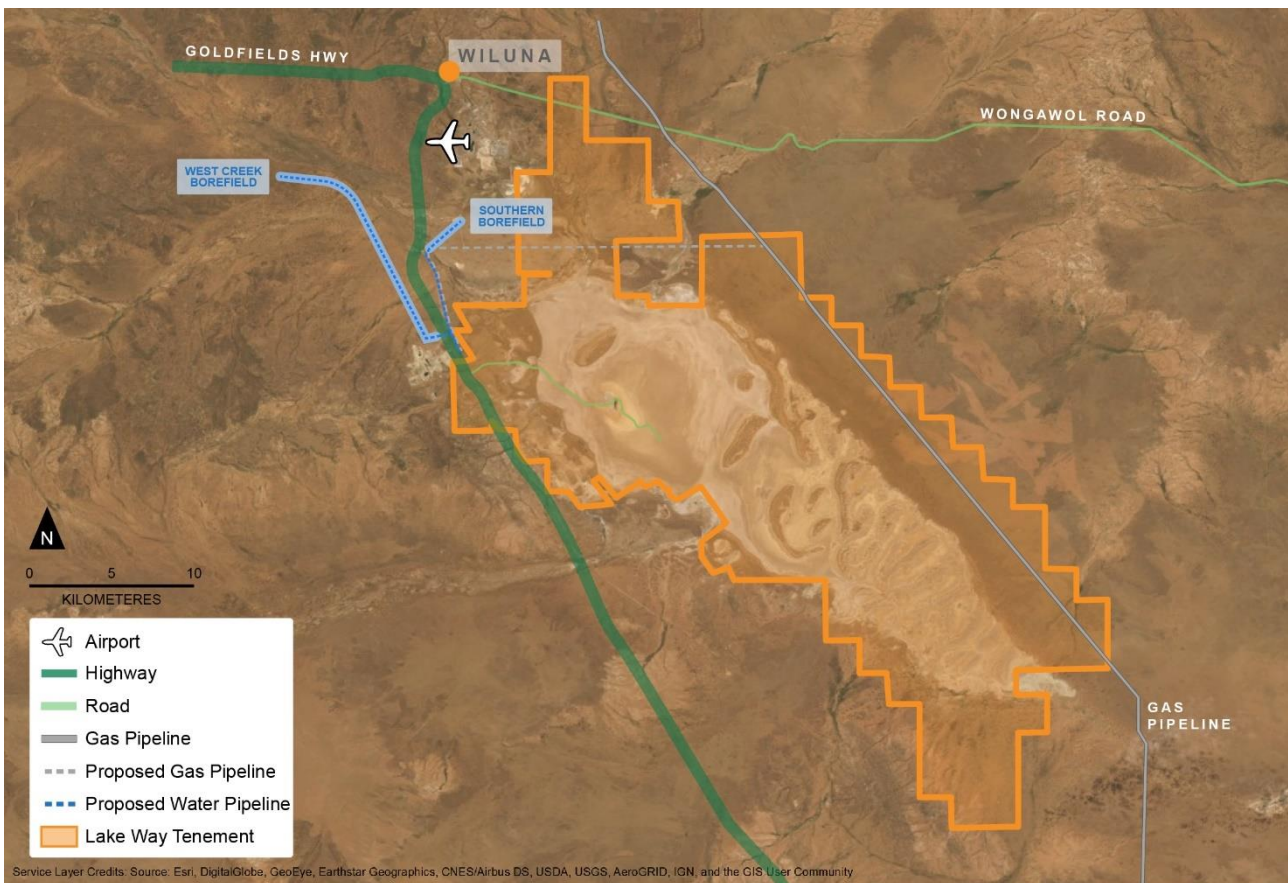 GOLDFIELDS HWY
WILUNA
WONGAWOL ROAD
WEST CREEK
BOREFIELD
SOUTHERN
BOREFIELD
N
0 5 10
KILOMETERES
Airport
Highway
Road
Gas Pipeline
Proposed Gas Pipeline
Proposed Water Pipeline
Lake Way Tenement
GAS
PIPELINE
Service Layer Credits: Source: Esri, DigitalGlobe, GeoEye, Earthstar Geographics, CNES/Airbus DS, USDA, USGS, AeroGRID, IGN, and the GIS User Community